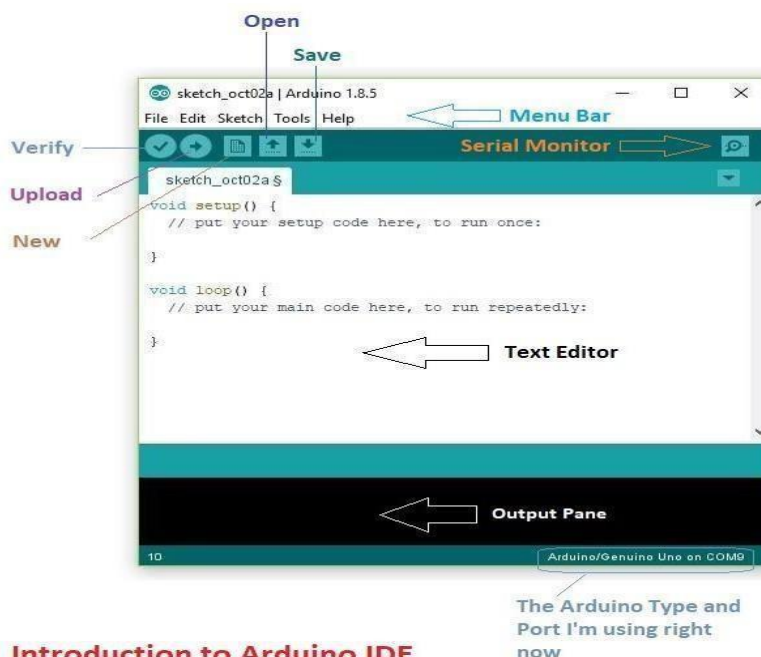 Open
Save
sketch_oct02a | Arduino 1.8.5
File Edit Sketch Tools Help
Menu Bar
Verify
Serial Monitor
sketch_oct02a §
Upload
void setup() {
// put your setup code here, to run once:
New
}
void loop() {
// put your main code here, to run repeatedly:
}
Text Editor
Output Pane
10
Arduino/Genuino Uno on COM9
The Arduino Type and
Port I'm using right
now
Introduction to Arduino IDE